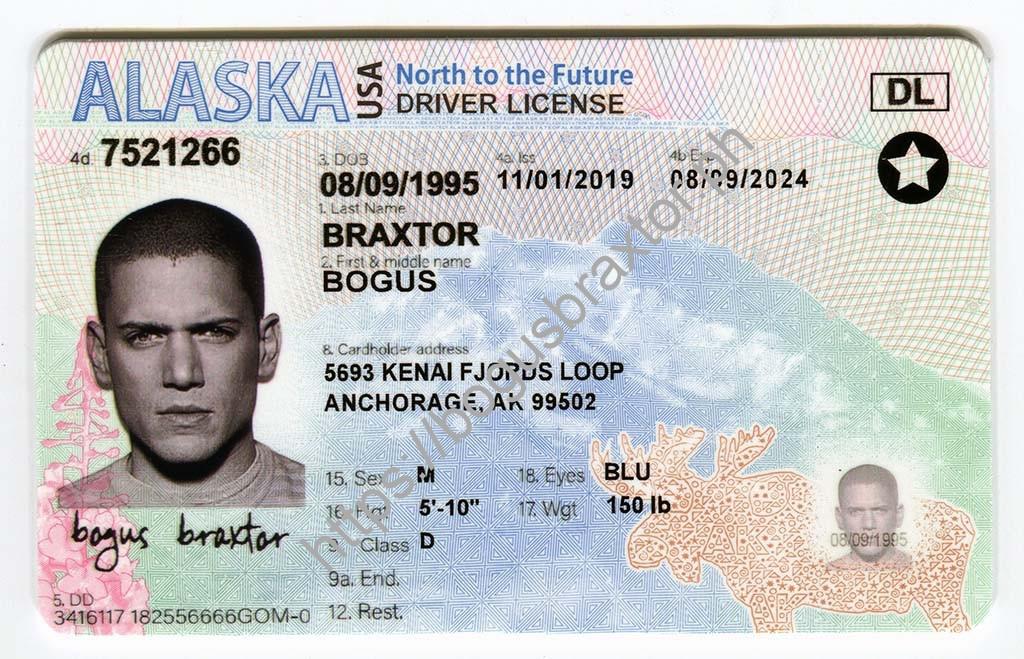 ALASKA USA North to the Future
DRIVER LICENSE
DL
4d 7521266
3. DOB 4a. Iss 4b Exp
08/09/1995 11/01/2019 08/09/2024
1. Last Name
BRAXTOR
2. First & middle name
BOGUS
8. Cardholder address
5693 KENAI FJORDS LOOP
ANCHORAGE, AK 99502
15. Sex M 18. Eyes BLU
16. Hgt 5'-10" 17. Wgt 150 lb
9. Class D
9a. End.
12. Rest.
bogus braxtor
08/09/1995
5. DD
3416117 182556666GOM-0
https://bogusbraxtor.ph